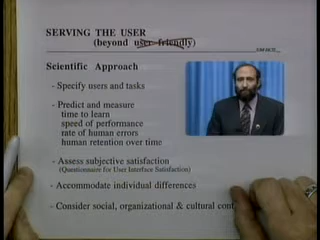 SERVING THE USER
(beyond user friendly)
Scientific Approach
- Specify users and tasks
- Predict and measure
time to learn
speed of performance
rate of human errors
human retention over time
- Assess subjective satisfaction
(Questionnaire for User Interface Satisfaction)
- Accommodate individual differences
- Consider social, organizational & cultural cont